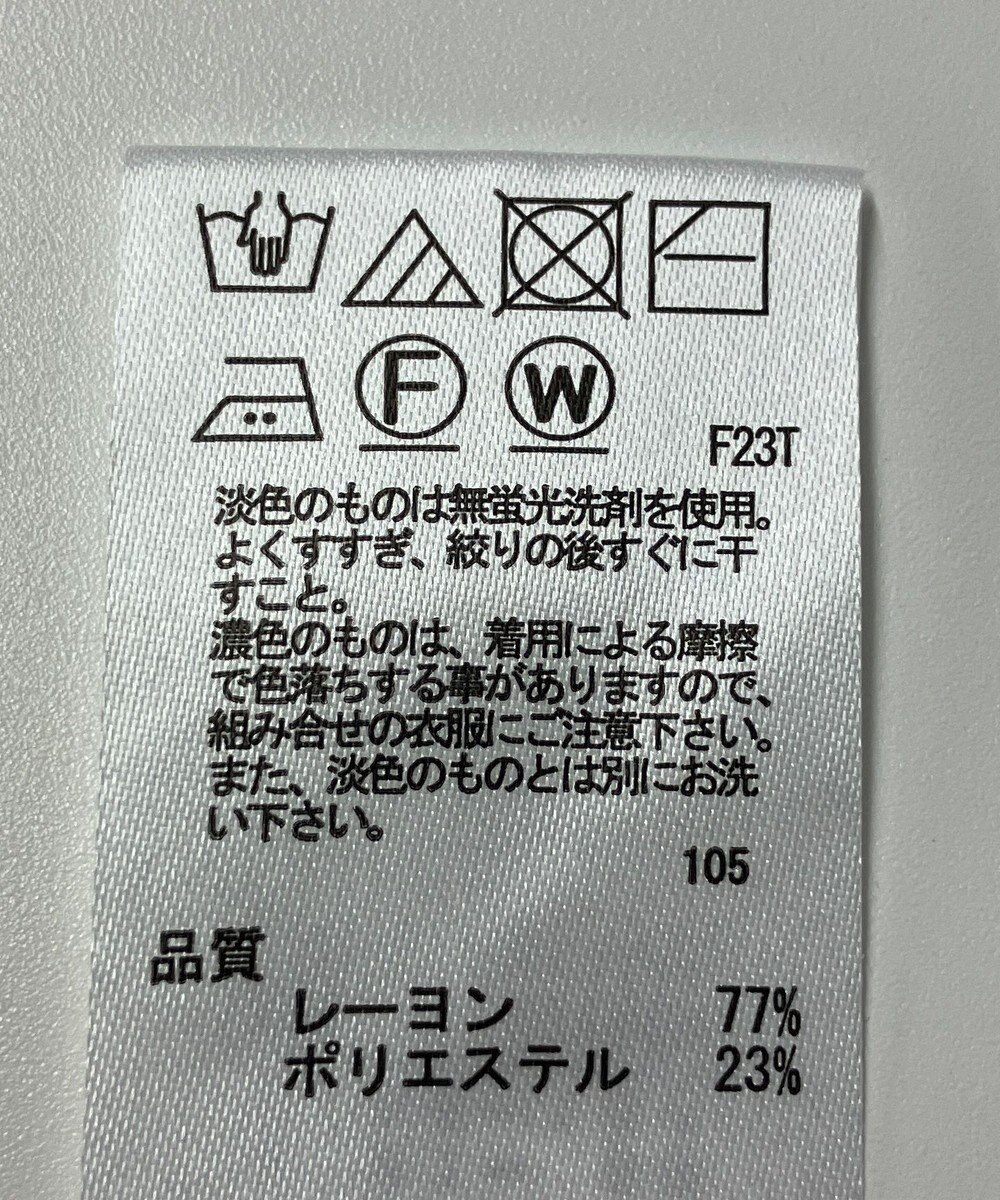 F
W
F23T
淡色のものは無蛍光洗剤を使用。
よくすすぎ、絞りの後すぐに干
すこと。
濃色のものは、着用による摩擦
で色落ちする事がありますので、
組み合せの衣服にご注意下さい。
また、淡色のものとは別にお洗
い下さい。
105
品質
レーヨン 77%
ポリエステル 23%